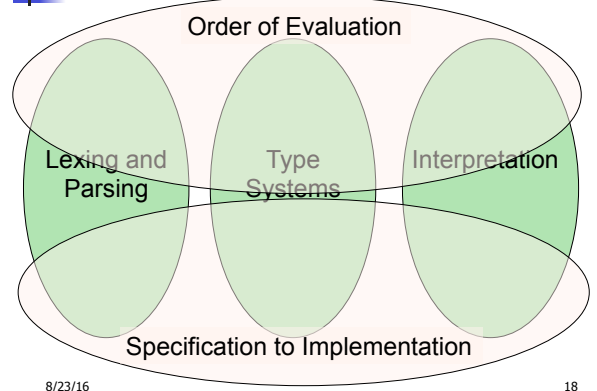 Order of Evaluation
Lexing and
Parsing
Type
Systems
Interpretation
Specification to Implementation
8/23/16
18